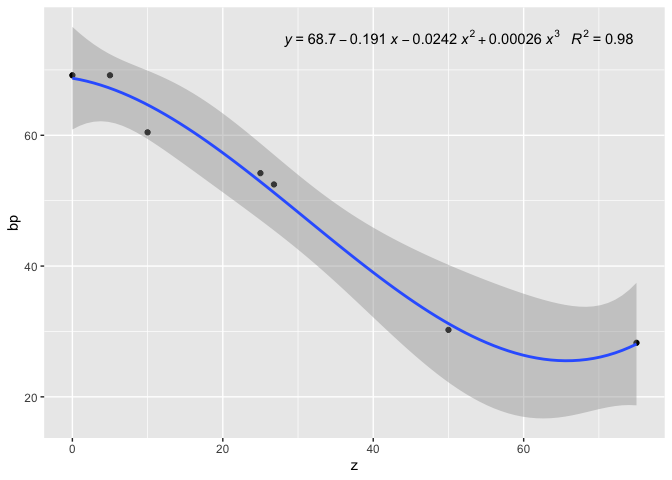 y = 68.7 − 0.191 x − 0.0242 x² + 0.00026 x³ R² = 0.98
60
40
20
bp
0 20 40 60
z